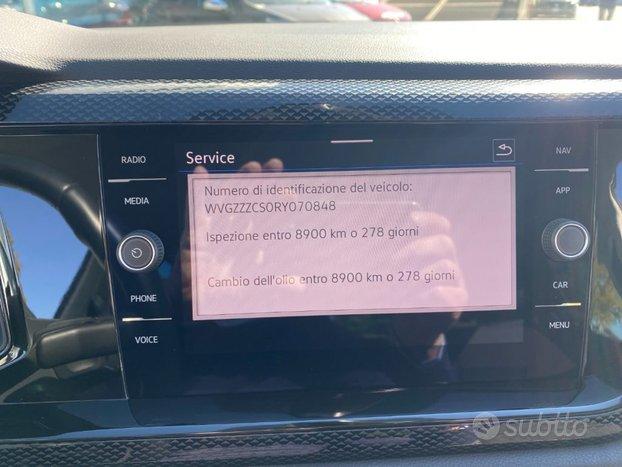 RADIO
MEDIA
PHONE
VOICE
Service
Numero di identificazione del veicolo:
WVGZZZCS0RY070848
Ispezione entro 8900 km o 278 giorni
Cambio dell'olio entro 8900 km o 278 giorni
NAV
APP
CAR
MENU
subito